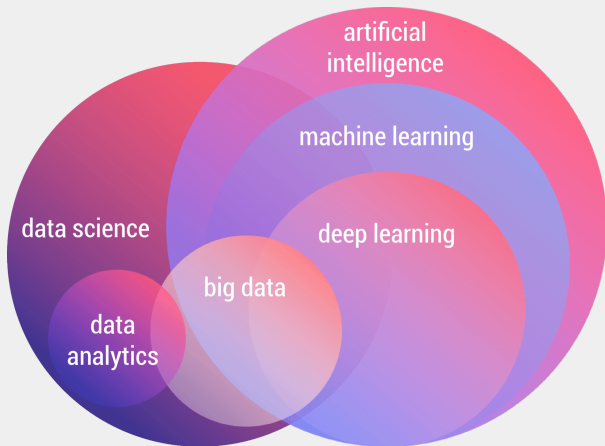 artificial
intelligence
machine learning
data science
deep learning
big data
data
analytics